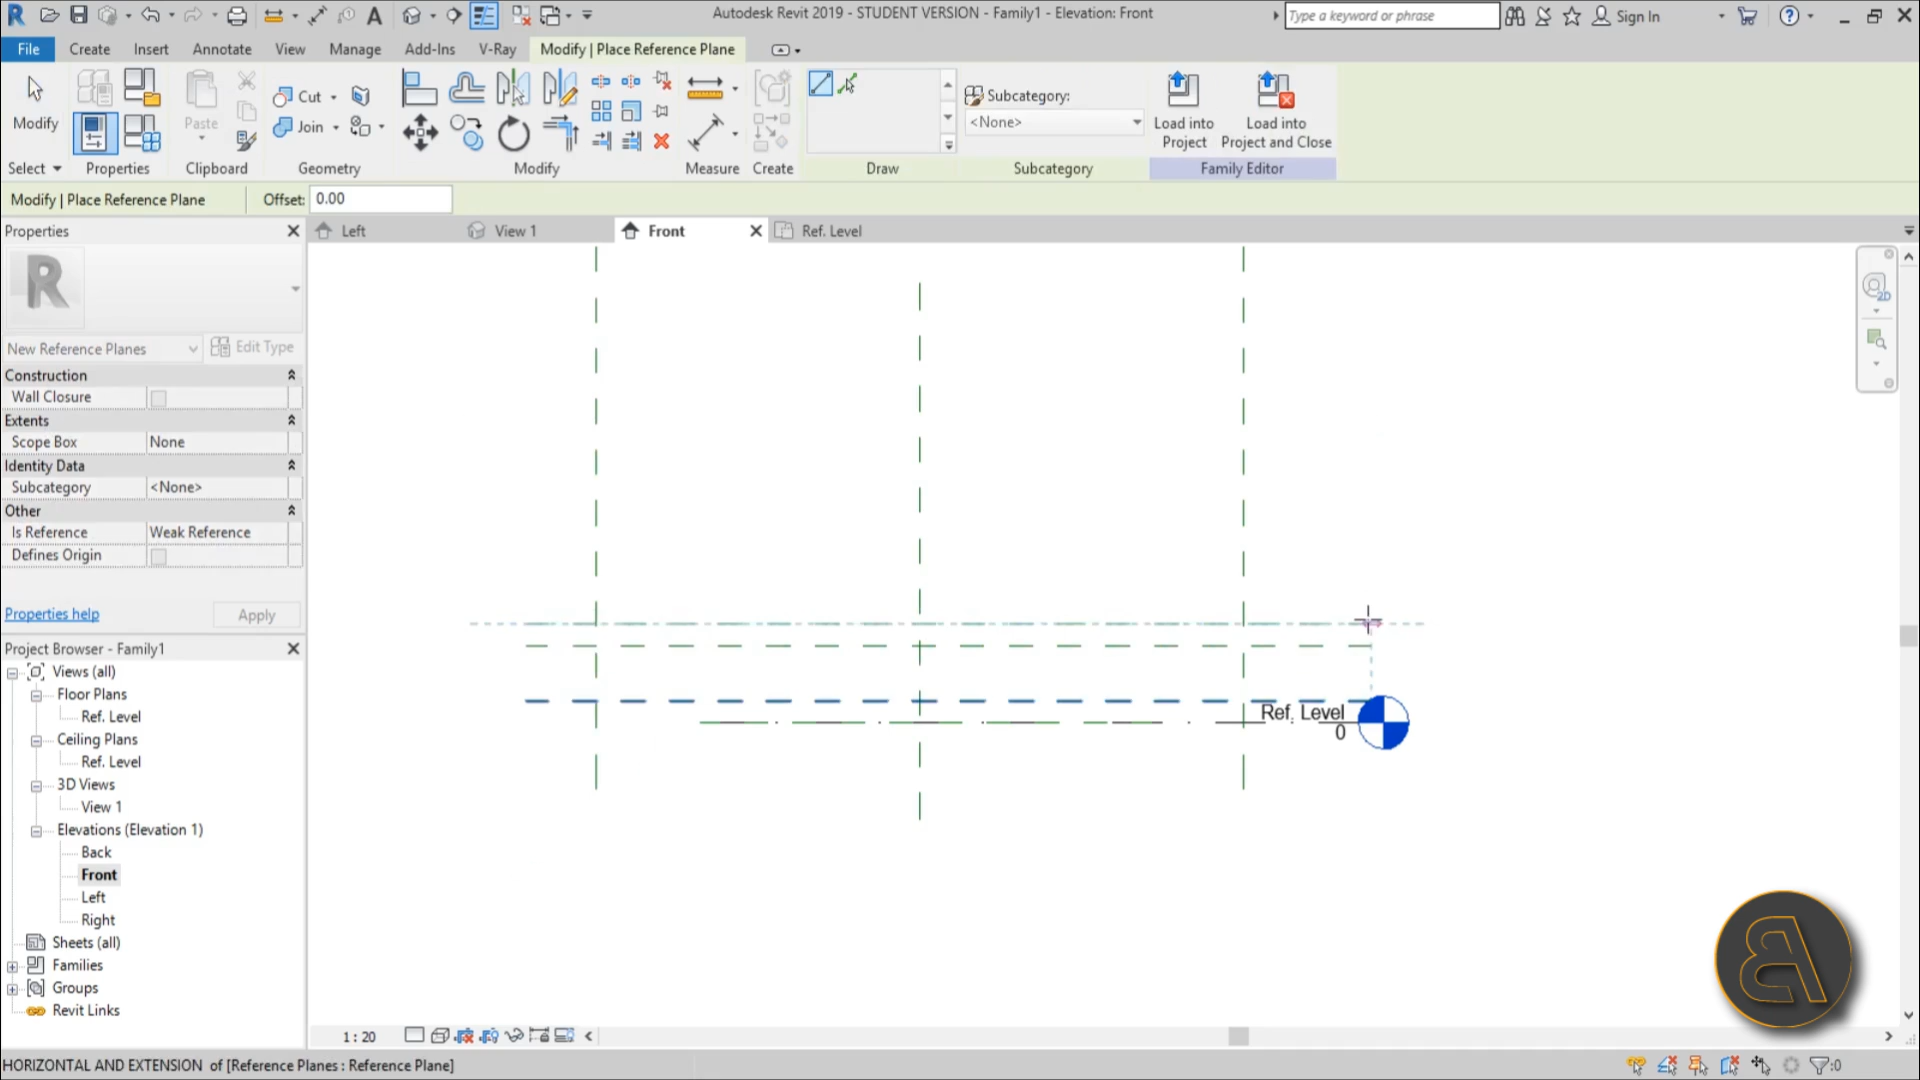 Autodesk Revit 2019 - STUDENT VERSION - Family1 - Elevation: Front
Type a keyword or phrase
Sign In
File
Create
Insert
Annotate
View
Manage
Add-Ins
V-Ray
Modify | Place Reference Plane
Modify
Paste
Cut
Join
Subcategory:
<None>
Load into
Project
Load into
Project and Close
Select
Properties
Clipboard
Geometry
Modify
Measure
Create
Draw
Subcategory
Family Editor
Modify | Place Reference Plane
Offset: 0.00
Properties
Left
View 1
Front
Ref. Level
R
New Reference Planes
Edit Type
Construction
Wall Closure
Extents
Scope Box None
Identity Data
Subcategory <None>
Other
Is Reference Weak Reference
Defines Origin
Properties help
Apply
Project Browser - Family1
Views (all)
Floor Plans
Ref. Level
Ceiling Plans
Ref. Level
3D Views
View 1
Elevations (Elevation 1)
Back
Front
Left
Right
Sheets (all)
Families
Groups
Revit Links
Ref. Level
0
2D
1 : 20
HORIZONTAL AND EXTENSION of [Reference Planes : Reference Plane]
:0